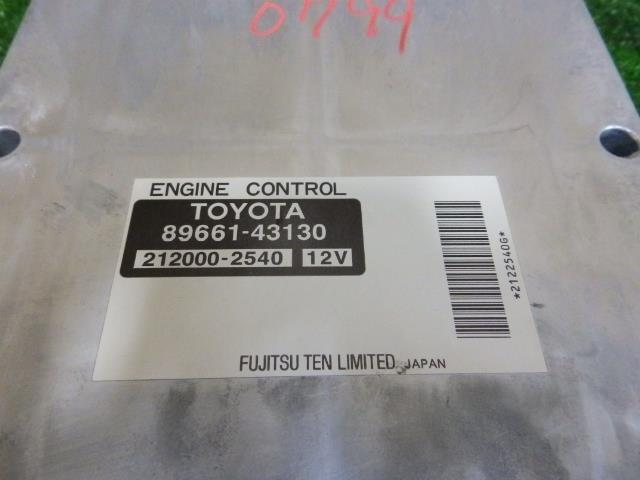 ENGINE CONTROL
TOYOTA
89661-43130
212000-2540 12V
*2122540G*
FUJITSU TEN LIMITED JAPAN